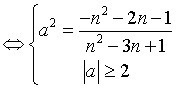 ⇔ { a² = (-n² - 2n - 1) / (n² - 3n + 1)
|a| ≥ 2